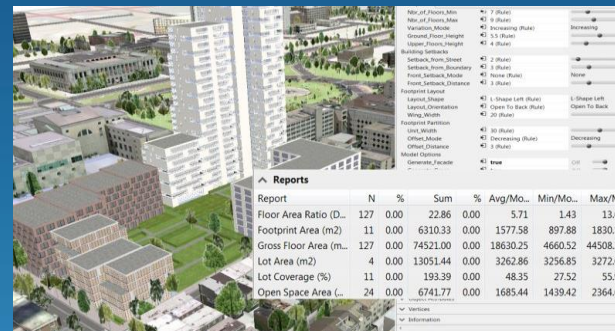 Nbr_of_Floors_Min 7 (Rule)
Nbr_of_Floors_Max 9 (Rule)
Variation_Mode Increasing (Rule) Increasing
Ground_Floor_Height 5.5 (Rule)
Upper_Floors_Height 4 (Rule)
Building Setbacks
Setback_from_Street 2 (Rule)
Setback_from_Boundary 3 (Rule)
Front_Setback_Mode None (Rule) None
Front_Setback_Distance 3 (Rule)
Footprint Layout
Layout_Shape L-Shape Left (Rule) L-Shape Left
Layout_Orientation Open To Back (Rule) Open To Back
Wing_Width 20 (Rule)
Footprint Partition
Unit_Width 30 (Rule)
Offset_Mode Decreasing (Rule) Decreasing
Offset_Distance 3 (Rule)
Model Options
Generate_Facade true Off
Reports
Report N % Sum % Avg/Mo... Min/Mo... Max/M
Floor Area Ratio (D... 127 0.00 22.86 0.00 5.71 1.43 13.
Footprint Area (m2) 11 0.00 6310.33 0.00 1577.58 897.88 1830.
Gross Floor Area (m... 127 0.00 74521.00 0.00 18630.25 4660.52 44508.
Lot Area (m2) 4 0.00 13051.44 0.00 3262.86 3256.85 3272.
Lot Coverage (%) 11 0.00 193.39 0.00 48.35 27.52 55.
Open Space Area (... 24 0.00 6741.77 0.00 1685.44 1439.42 2364.
Vertices
Information